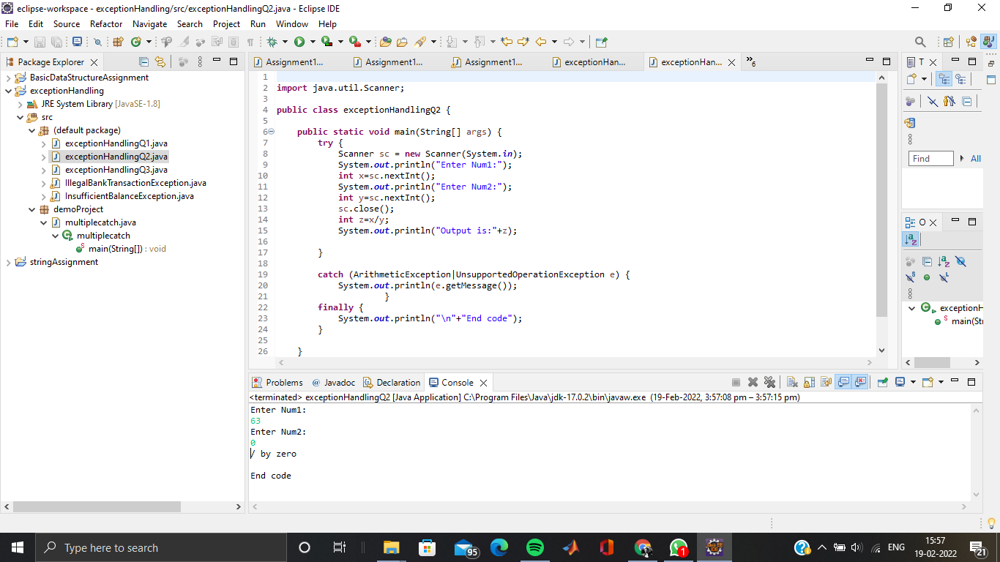 eclipse-workspace - exceptionHandling/src/exceptionHandlingQ2.java - Eclipse IDE
File Edit Source Refactor Navigate Search Project Run Window Help
Package Explorer
BasicDataStructureAssignment
exceptionHandling
JRE System Library [JavaSE-1.8]
src
(default package)
exceptionHandlingQ1.java
exceptionHandlingQ2.java
exceptionHandlingQ3.java
IllegalBankTransactionException.java
InsufficientBalanceException.java
demoProject
multiplecatch.java
multiplecatch
main(String[]) : void
stringAssignment
Assignment1... Assignment1... Assignment1... exceptionHan... exceptionHan... »6
1
2 import java.util.Scanner;
3
4 public class exceptionHandlingQ2 {
5
6 public static void main(String[] args) {
7 try {
8 Scanner sc = new Scanner(System.in);
9 System.out.println("Enter Num1:");
10 int x=sc.nextInt();
11 System.out.println("Enter Num2:");
12 int y=sc.nextInt();
13 sc.close();
14 int z=x/y;
15 System.out.println("Output is:"+z);
16
17 }
18
19 catch (ArithmeticException|UnsupportedOperationException e) {
20 System.out.println(e.getMessage());
21 }
22 finally {
23 System.out.println("\n"+"End code");
24 }
25
26 }
T
Find All
O
exceptionH
main(Str
Problems @ Javadoc Declaration Console
<terminated> exceptionHandlingQ2 [Java Application] C:\Program Files\Java\jdk-17.0.2\bin\javaw.exe (19-Feb-2022, 3:57:08 pm – 3:57:15 pm)
Enter Num1:
63
Enter Num2:
0
/ by zero
End code
Type here to search
95
1
ENG
15:57
19-02-2022
21